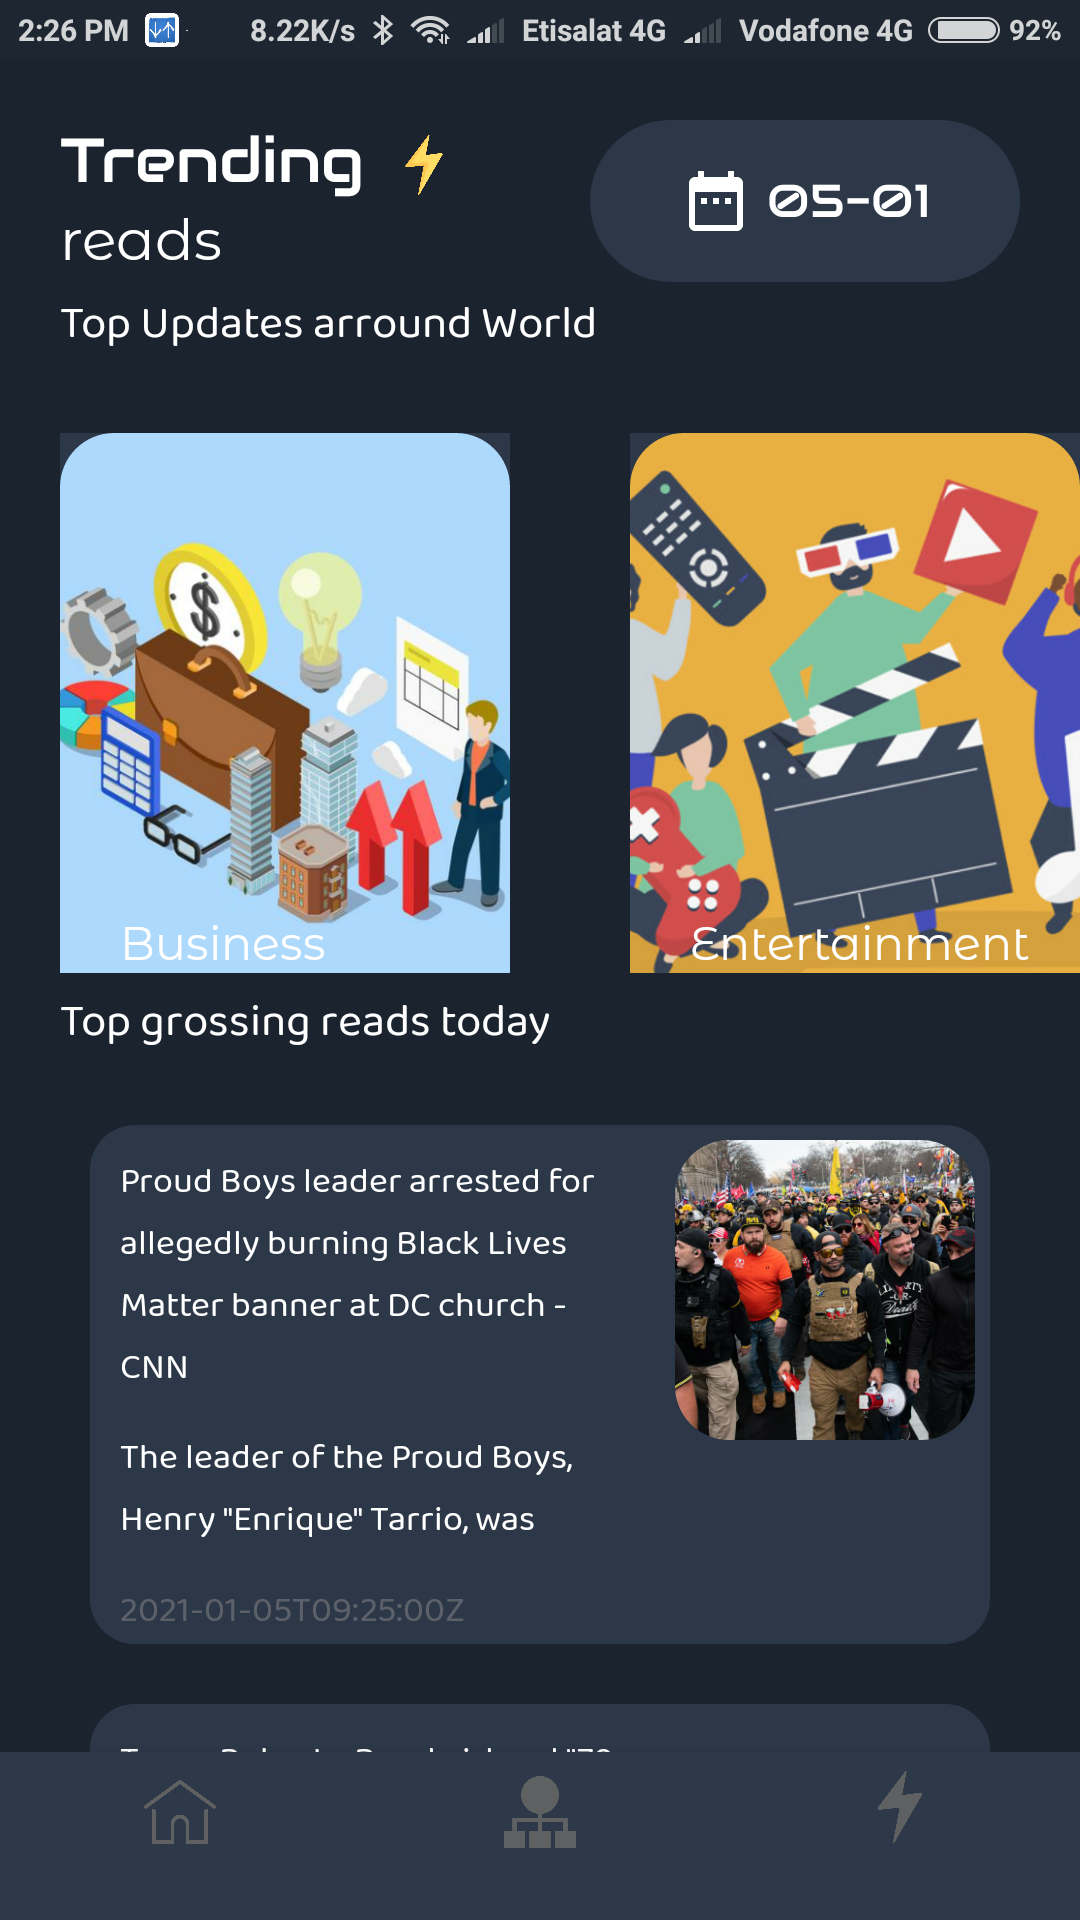 2:26 PM 8.22K/s Etisalat 4G Vodafone 4G 92%
Trending
reads
05-01
Top Updates arround World
Business
Entertainment
Top grossing reads today
Proud Boys leader arrested for
allegedly burning Black Lives
Matter banner at DC church -
CNN
The leader of the Proud Boys,
Henry "Enrique" Tarrio, was
2021-01-05T09:25:00Z